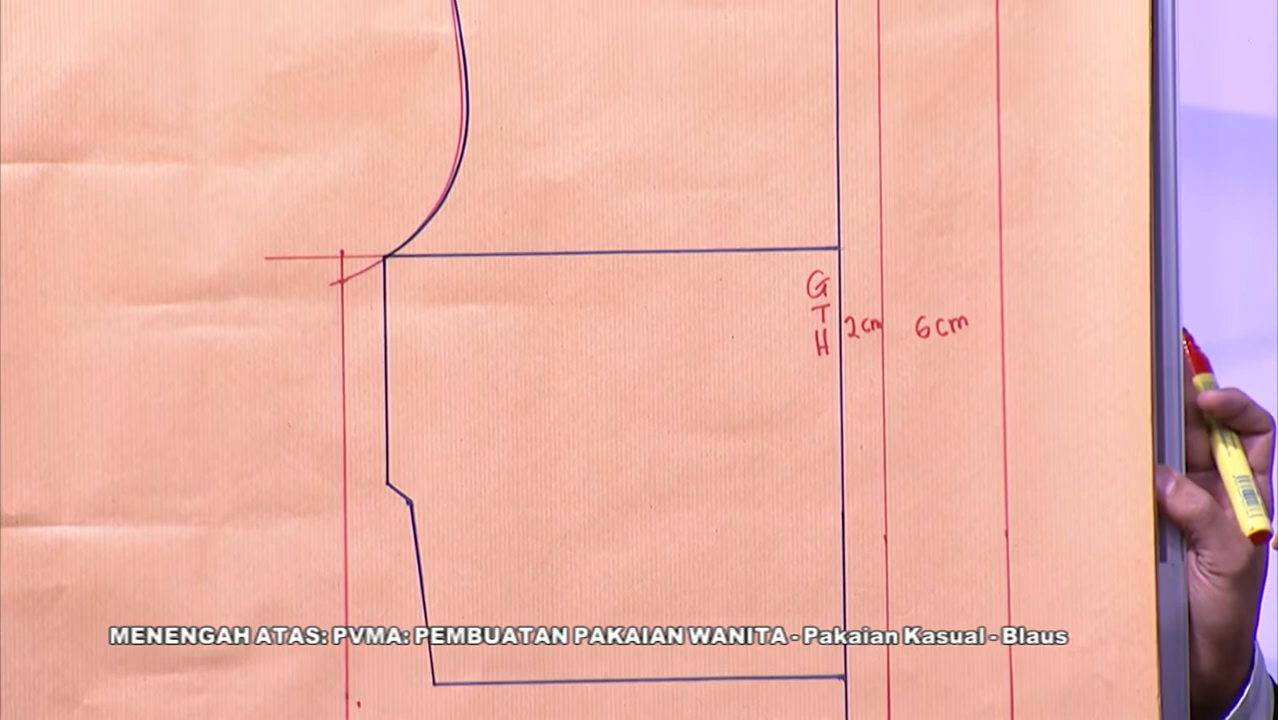 G
T
H
2cm
6cm
MENENGAH ATAS: PVMA: PEMBUATAN PAKAIAN WANITA - Pakaian Kasual - Blaus